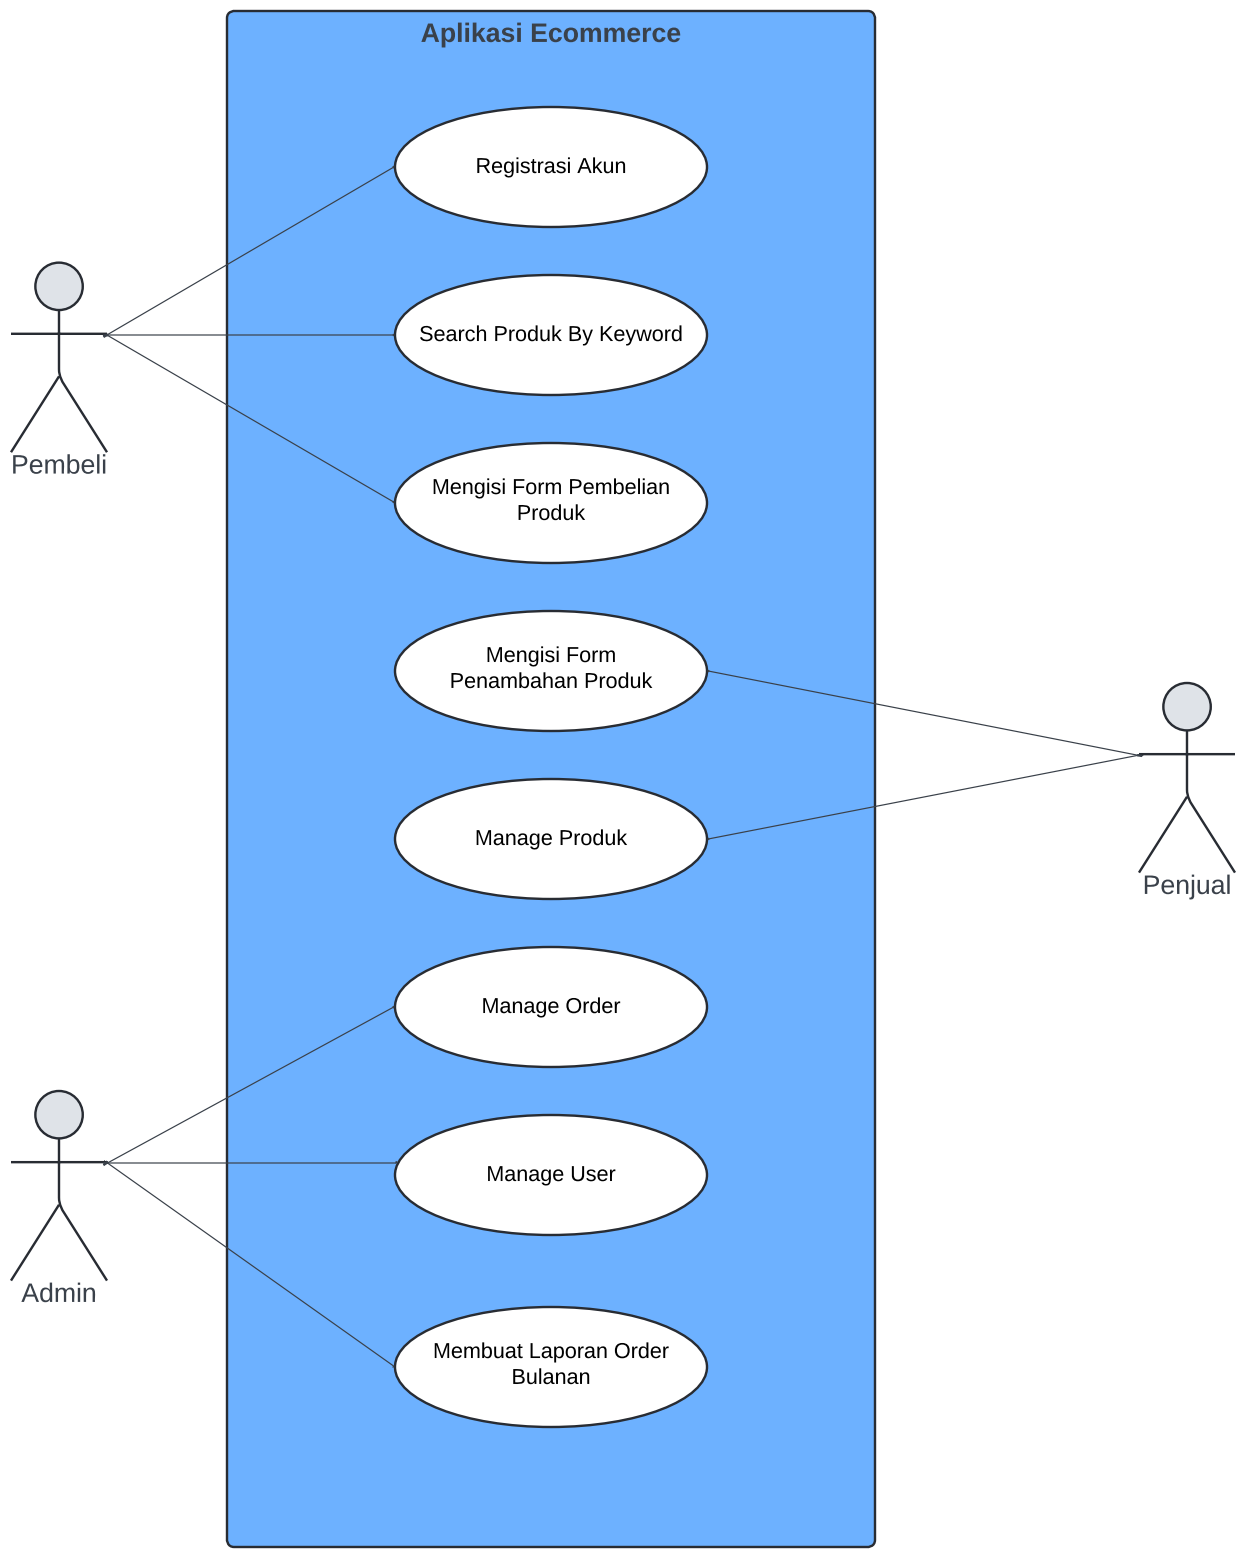 Aplikasi Ecommerce
Registrasi Akun
Search Produk By Keyword
Pembeli
Mengisi Form Pembelian
Produk
Mengisi Form
Penambahan Produk
Manage Produk
Penjual
Manage Order
Manage User
Admin
Membuat Laporan Order
Bulanan